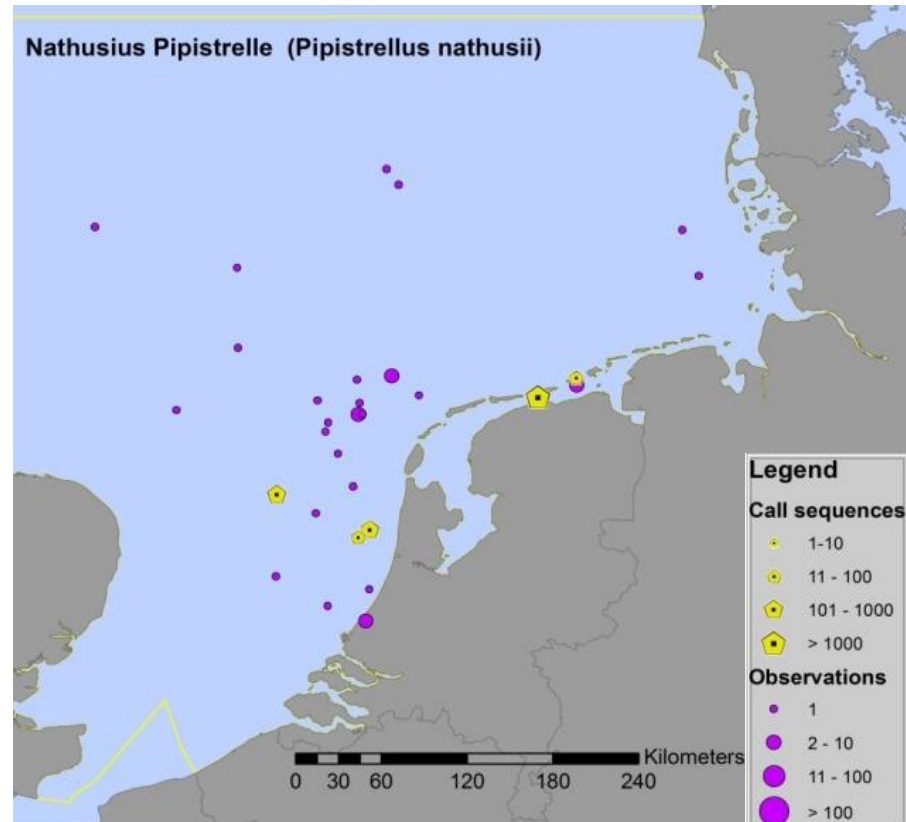 Nathusius Pipistrelle (Pipistrellus nathusii)
Legend
Call sequences
1-10
11 - 100
101 - 1000
> 1000
Observations
1
2 - 10
11 - 100
> 100
Kilometers
0 30 60 120 180 240